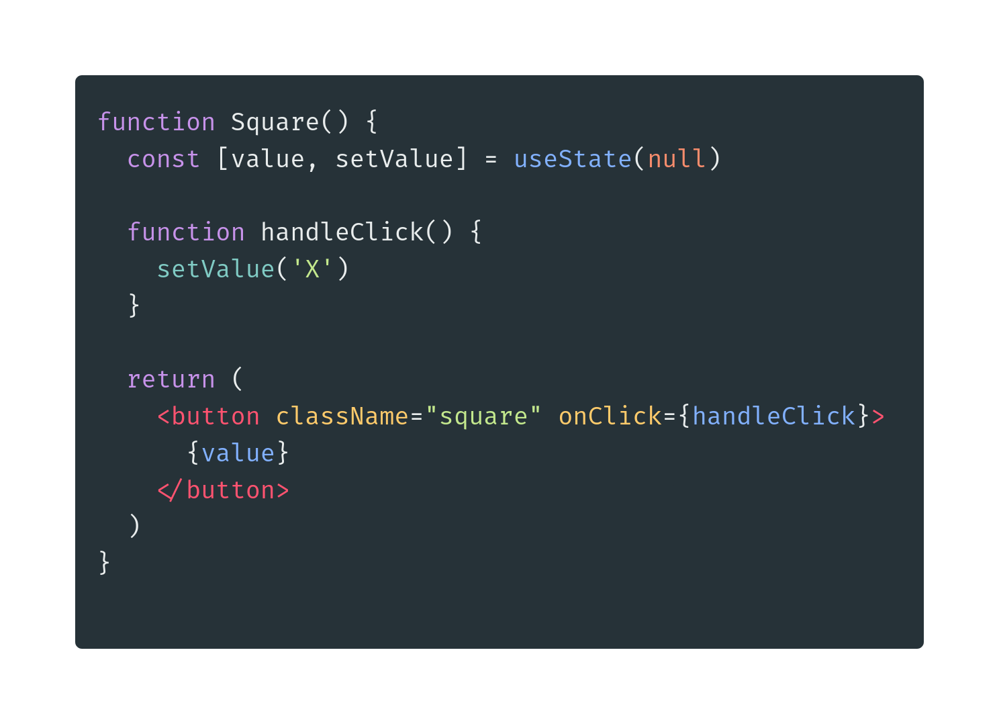 function Square() {
  const [value, setValue] = useState(null)

  function handleClick() {
    setValue('X')
  }

  return (
    <button className="square" onClick={handleClick}>
      {value}
    </button>
  )
}